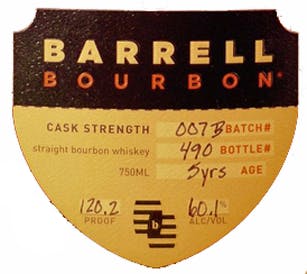 BARRELL
BOURBON®
CASK STRENGTH 007B BATCH#
straight bourbon whiskey 490 BOTTLE#
750ML 5yrs AGE
120.2 b 60.1%
PROOF ALC/VOL